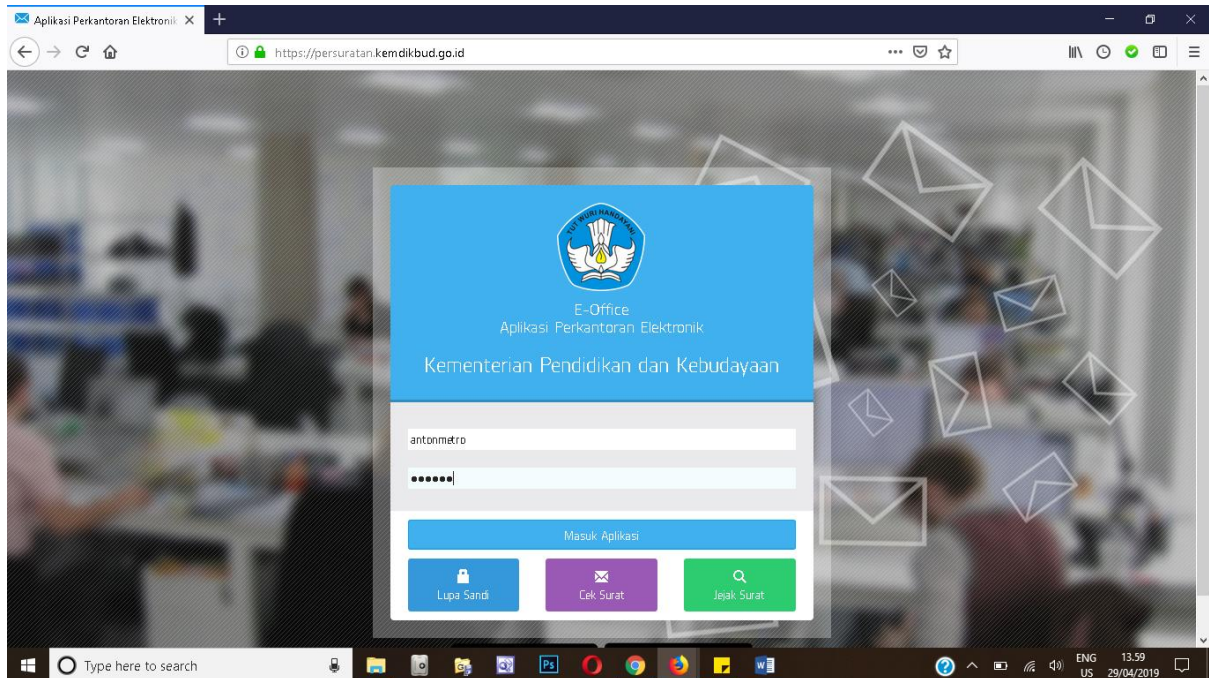 Aplikasi Perkantoran Elektronik
https://persuratan.kemdikbud.go.id
TUT WURI HANDAYANI
E-Office
Aplikasi Perkantoran Elektronik
Kementerian Pendidikan dan Kebudayaan
antonmetro
••••••
Masuk Aplikasi
Lupa Sandi
Cek Surat
Jejak Surat
Type here to search
Ps
ENG
US
13.59
29/04/2019